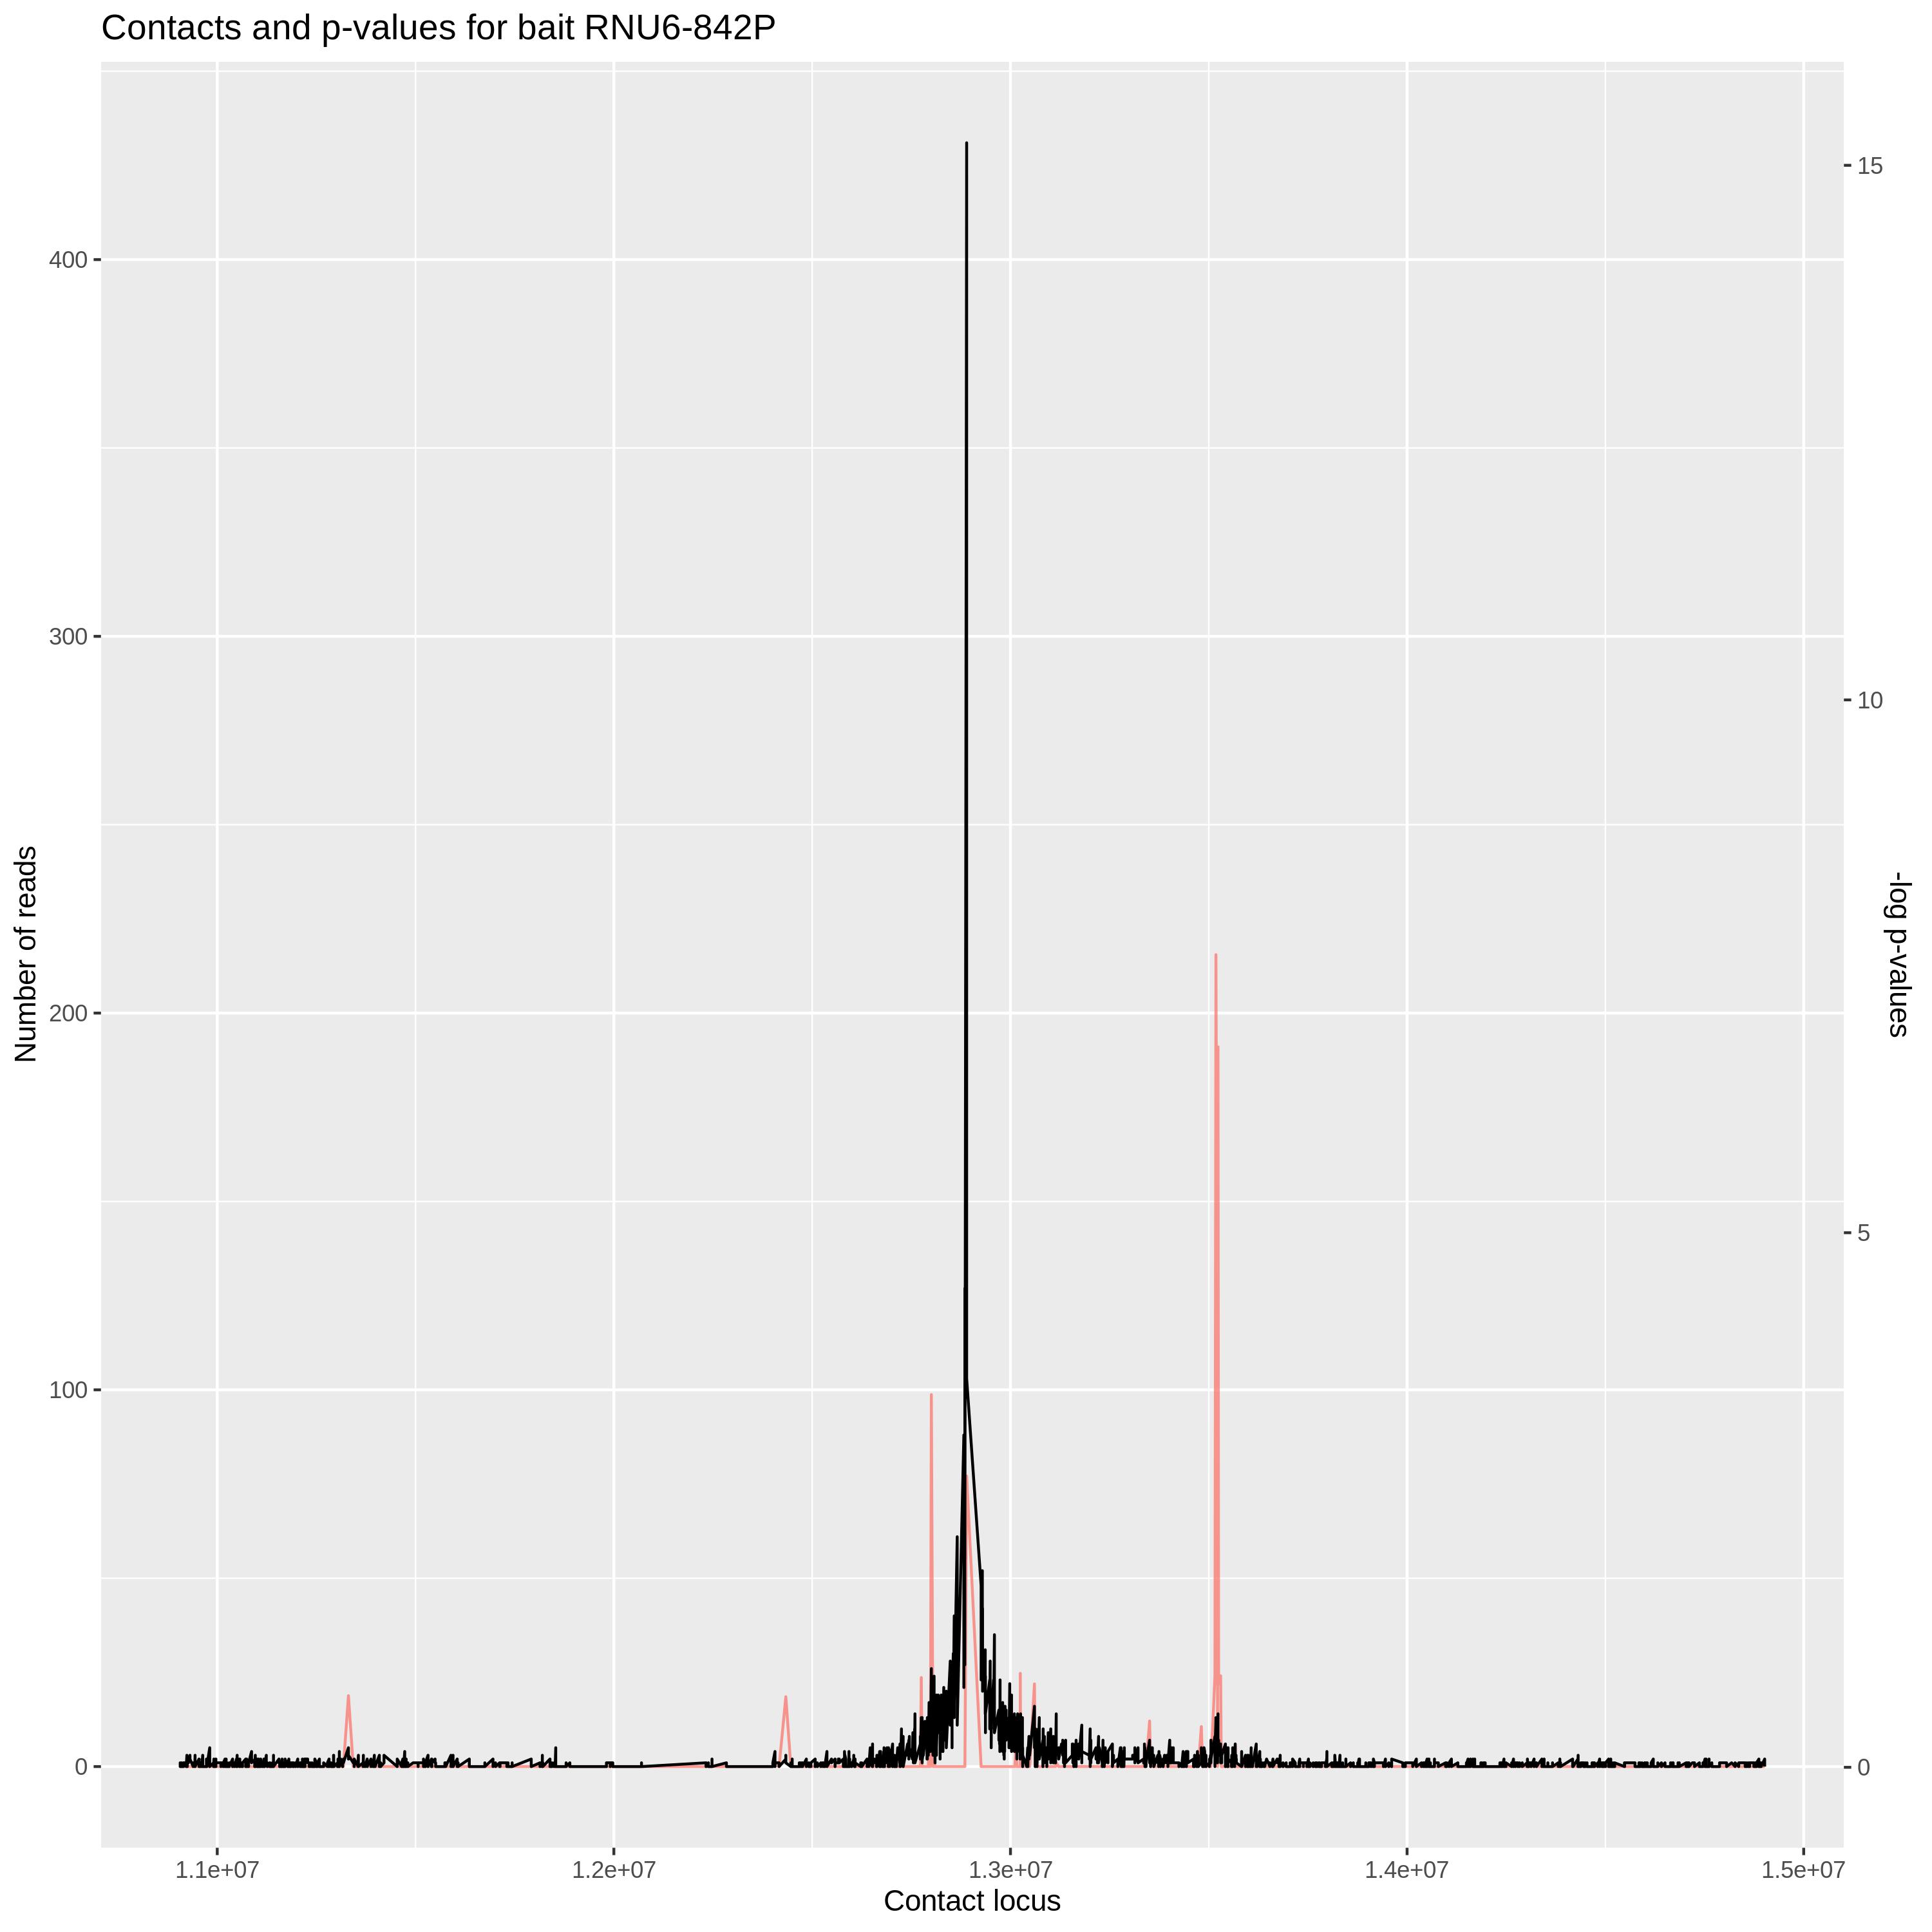 Contacts and p-values for bait RNU6-842P
400
300
200
100
0
Number of reads
15
10
5
0
-log p-values
1.1e+07
1.2e+07
1.3e+07
1.4e+07
1.5e+07
Contact locus